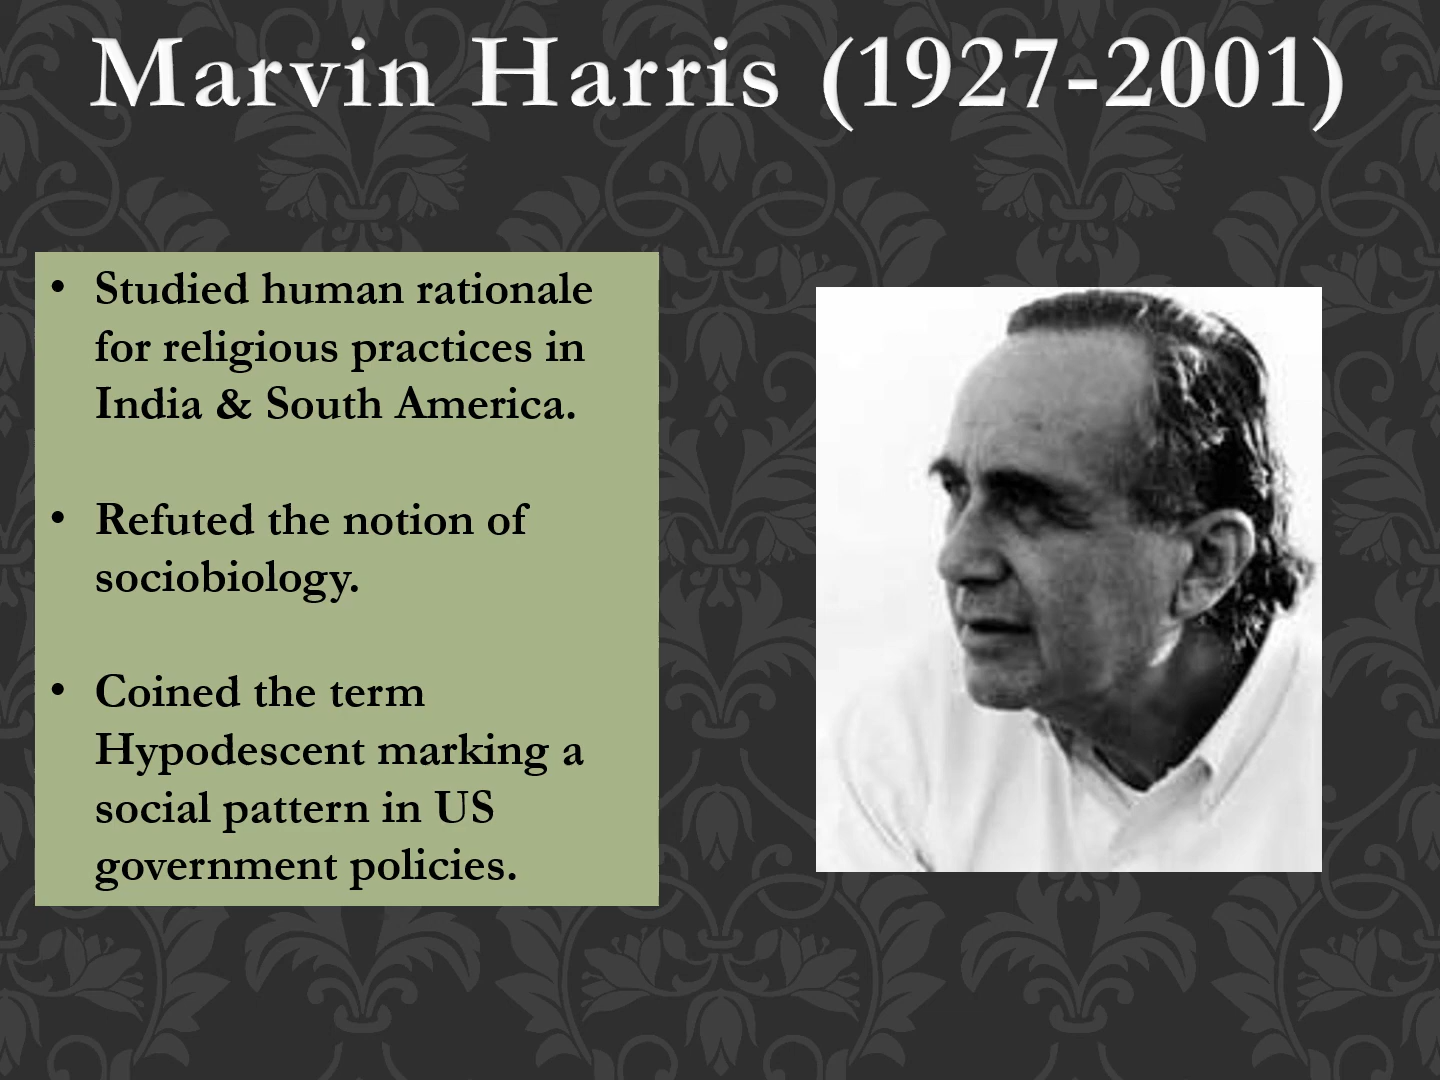 Marvin Harris (1927-2001)
• Studied human rationale
for religious practices in
India & South America.
• Refuted the notion of
sociobiology.
• Coined the term
Hypodescent marking a
social pattern in US
government policies.